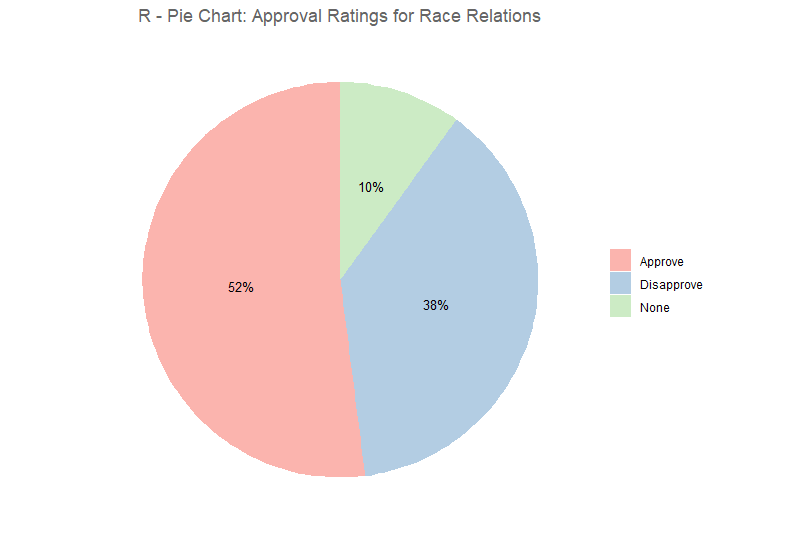 R - Pie Chart: Approval Ratings for Race Relations
10%
52%
38%
Approve
Disapprove
None